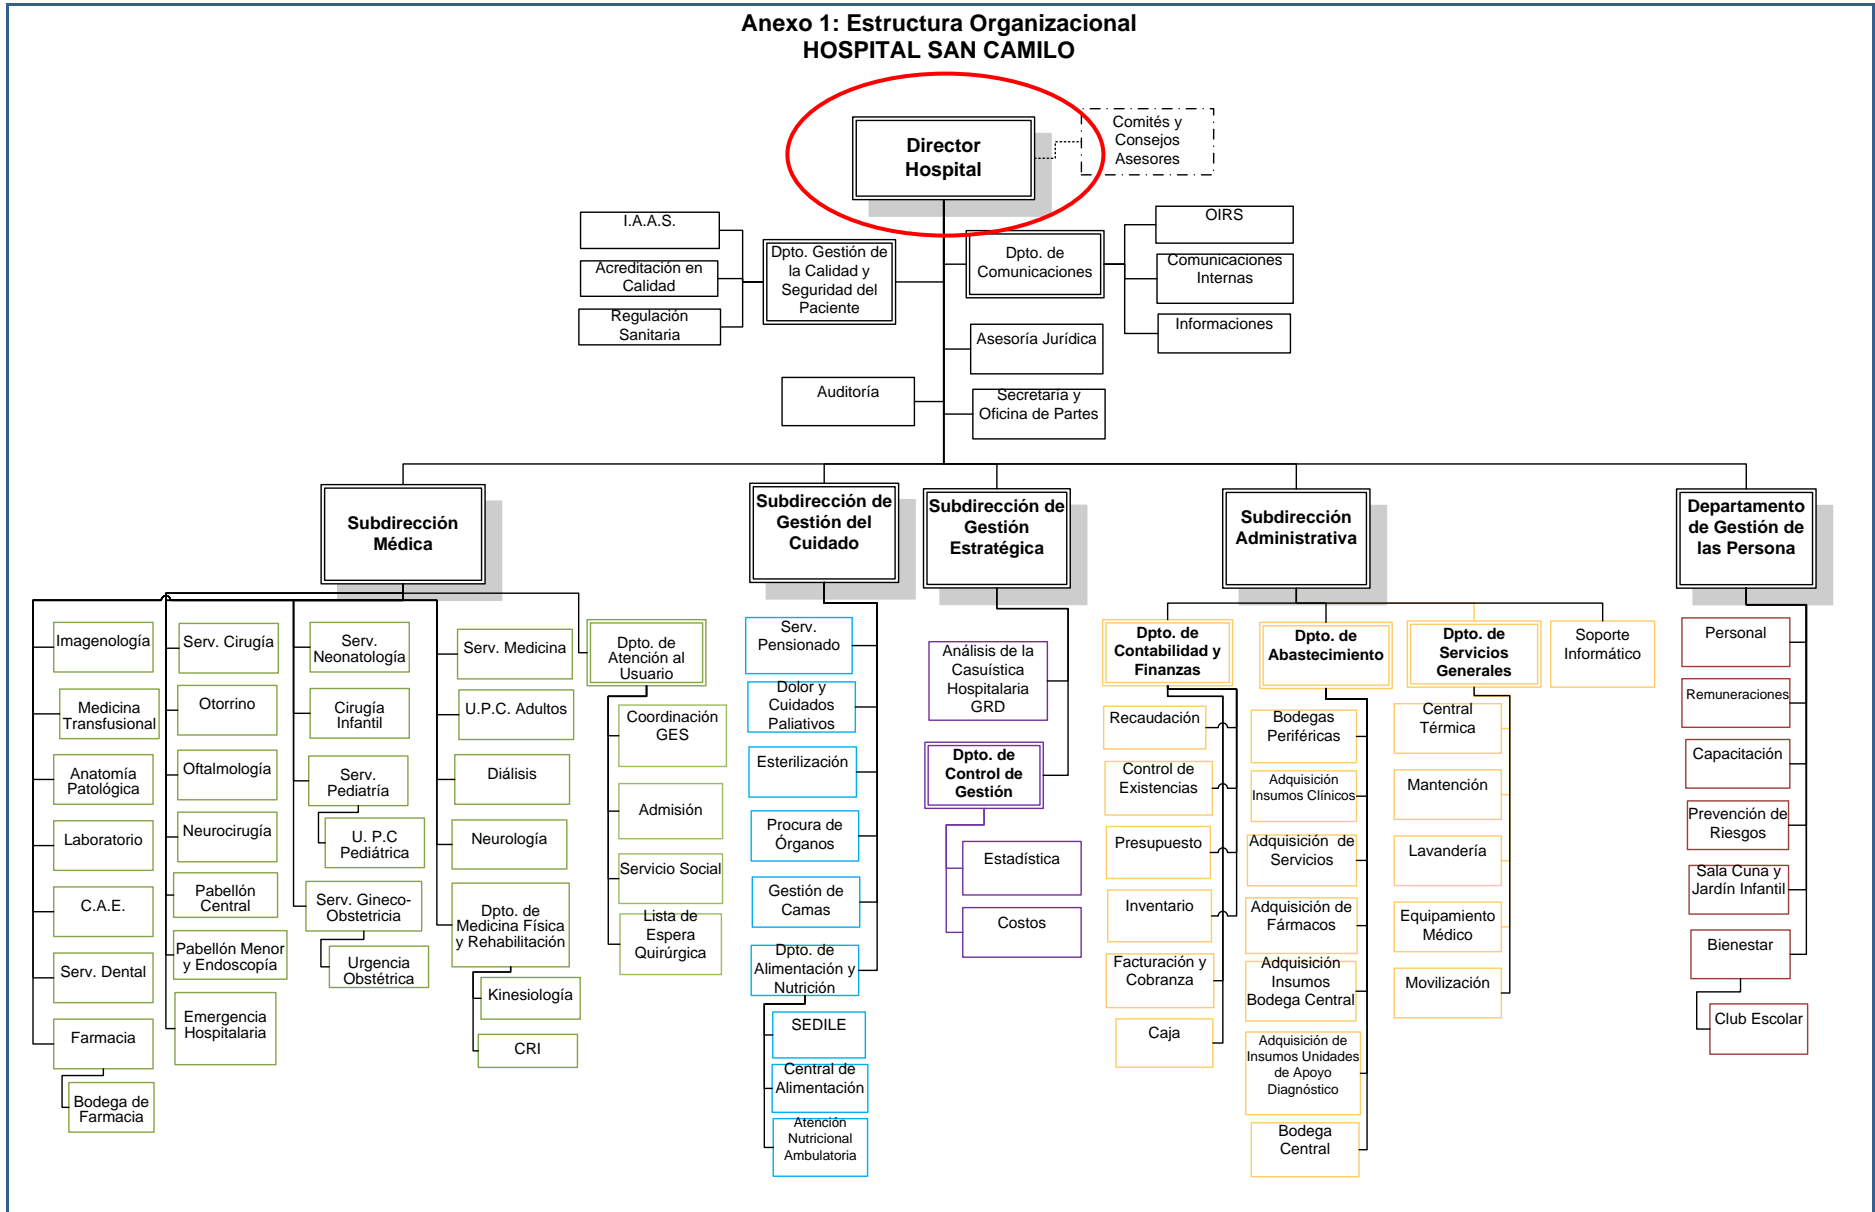 Anexo 1: Estructura Organizacional
HOSPITAL SAN CAMILO
Director
Hospital
Comités y
Consejos
Asesores
I.A.A.S.
Acreditación en
Calidad
Regulación
Sanitaria
Dpto. Gestión de
la Calidad y
Seguridad del
Paciente
Dpto. de
Comunicaciones
OIRS
Comunicaciones
Internas
Informaciones
Asesoría Jurídica
Auditoría
Secretaría y
Oficina de Partes
Subdirección
Médica
Subdirección de
Gestión del
Cuidado
Subdirección de
Gestión
Estratégica
Subdirección
Administrativa
Departamento
de Gestión de
las Persona
Imagenología
Medicina
Transfusional
Anatomía
Patológica
Laboratorio
C.A.E.
Serv. Dental
Farmacia
Bodega de
Farmacia
Serv. Cirugía
Otorrino
Oftalmología
Neurocirugía
Pabellón
Central
Pabellón Menor
y Endoscopía
Emergencia
Hospitalaria
Serv.
Neonatología
Cirugía
Infantil
Serv.
Pediatría
U. P.C
Pediátrica
Serv. Gineco-
Obstetricia
Urgencia
Obstétrica
Serv. Medicina
U.P.C. Adultos
Diálisis
Neurología
Dpto. de
Medicina Física
y Rehabilitación
Kinesiología
CRI
Dpto. de
Atención al
Usuario
Coordinación
GES
Admisión
Servicio Social
Lista de
Espera
Quirúrgica
Serv.
Pensionado
Dolor y
Cuidados
Paliativos
Esterilización
Procura de
Órganos
Gestión de
Camas
Dpto. de
Alimentación y
Nutrición
SEDILE
Central de
Alimentación
Atención
Nutricional
Ambulatoria
Análisis de la
Casuística
Hospitalaria
GRD
Dpto. de
Control de
Gestión
Estadística
Costos
Dpto. de
Contabilidad y
Finanzas
Recaudación
Control de
Existencias
Presupuesto
Inventario
Facturación y
Cobranza
Caja
Dpto. de
Abastecimiento
Bodegas
Periféricas
Adquisición
Insumos Clínicos
Adquisición de
Servicios
Adquisición de
Fármacos
Adquisición
Insumos
Bodega Central
Adquisición de
Insumos Unidades
de Apoyo
Diagnóstico
Bodega
Central
Dpto. de
Servicios
Generales
Central
Térmica
Mantención
Lavandería
Equipamiento
Médico
Movilización
Soporte
Informático
Personal
Remuneraciones
Capacitación
Prevención de
Riesgos
Sala Cuna y
Jardín Infantil
Bienestar
Club Escolar